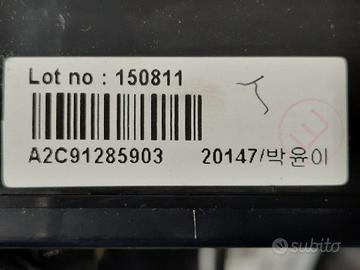 Lot no : 150811
A2C91285903 20147/박윤이
subito